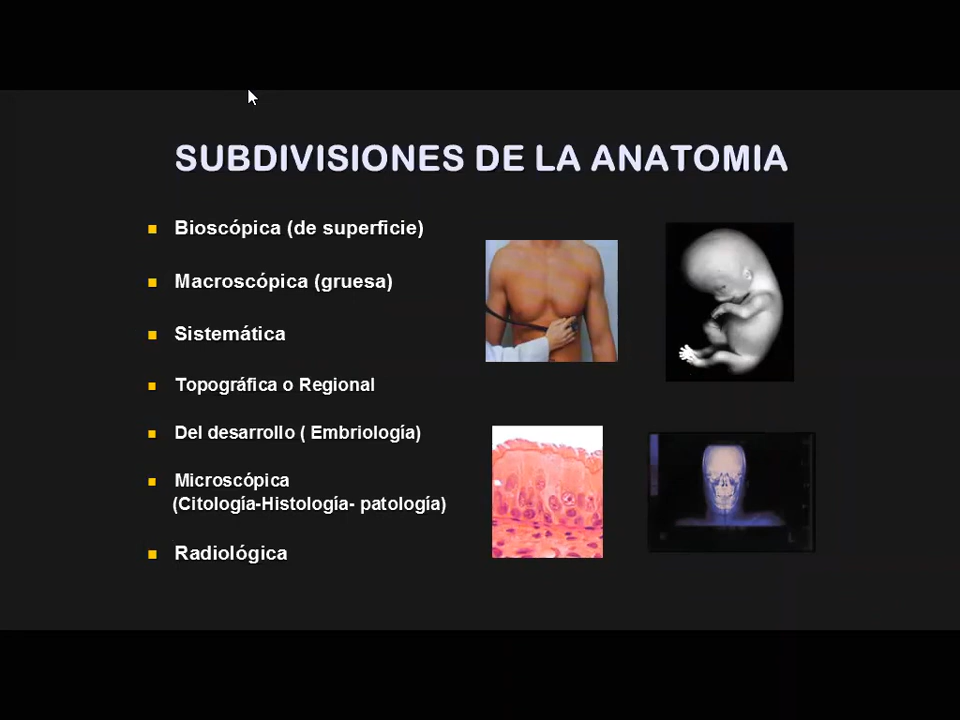 SUBDIVISIONES DE LA ANATOMIA
Bioscópica (de superficie)
Macroscópica (gruesa)
Sistemática
Topográfica o Regional
Del desarrollo ( Embriología)
Microscópica
(Citología-Histología- patología)
Radiológica